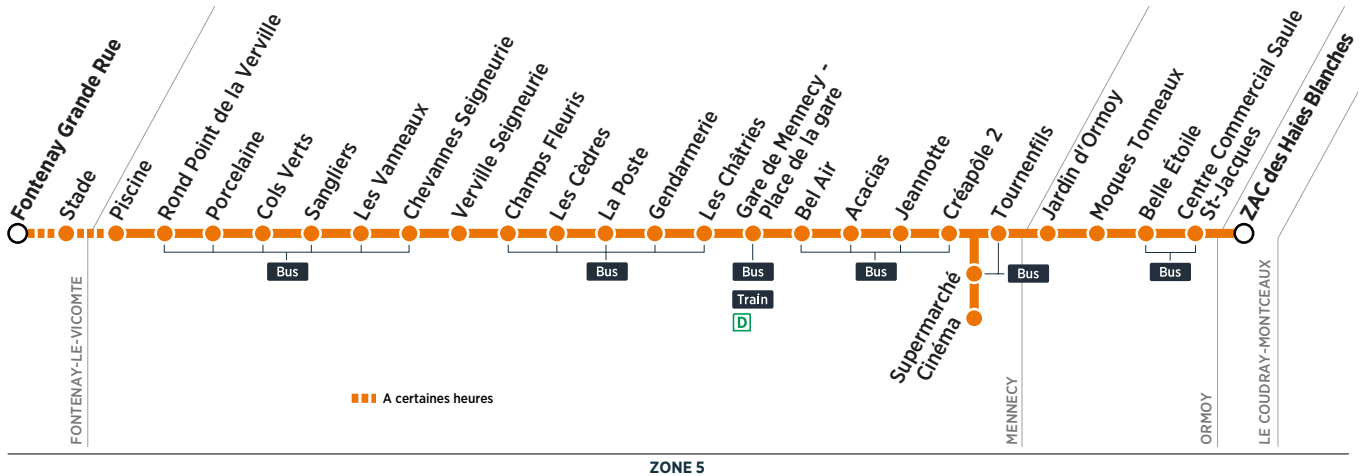 Fontenay Grande Rue
Stade
Piscine
Rond Point de la Verville
Porcelaine
Cols Verts
Sangliers
Les Vanneaux
Chevannes Seigneurie
Verville Seigneurie
Champs Fleuris
Les Cèdres
La Poste
Gendarmerie
Les Châtries
Gare de Mennecy -
Place de la gare
Bel Air
Acacias
Jeannotte
Créapôle 2
Tournenfils
Jardin d'Ormoy
Moques Tonneaux
Belle Étoile
Centre Commercial Saule
St-Jacques
ZAC des Haies Blanches
Bus
Bus
Bus
Bus
Bus
Bus
Train
D
Supermarché
Cinéma
A certaines heures
FONTENAY-LE-VICOMTE
MENNECY
ORMOY
LE COUDRAY-MONTCEAUX
ZONE 5